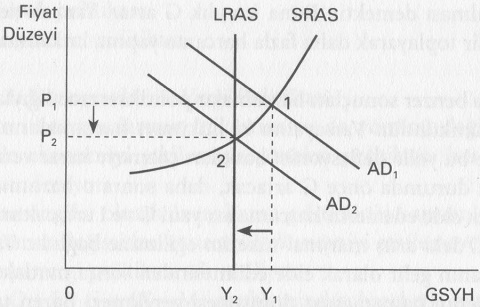 Fiyat
Düzeyi
LRAS
SRAS
P₁
1
P₂
2
AD₁
AD₂
0
Y₂
Y₁
GSYH